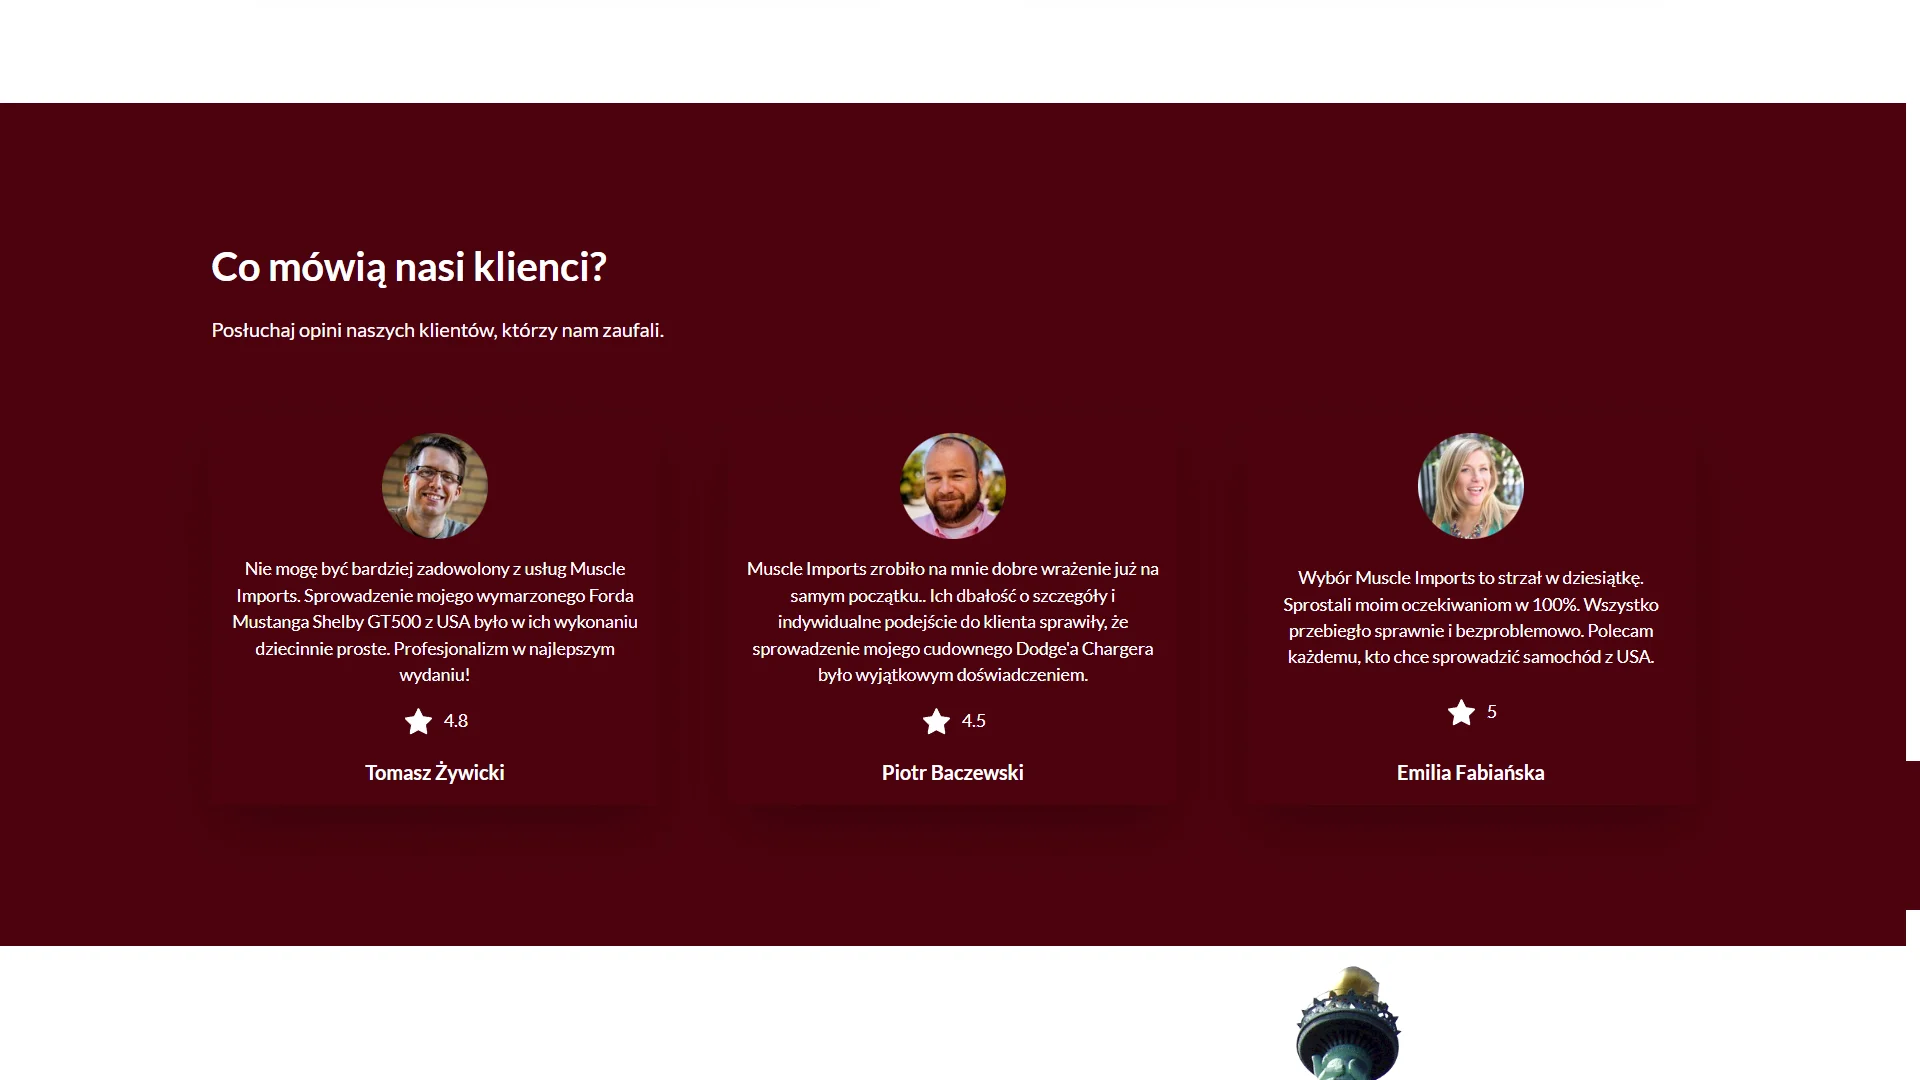 Co mówią nasi klienci?
Posłuchaj opini naszych klientów, którzy nam zaufali.
Nie mogę być bardziej zadowolony z usług Muscle
Imports. Sprowadzenie mojego wymarzonego Forda
Mustanga Shelby GT500 z USA było w ich wykonaniu
dziecinnie proste. Profesjonalizm w najlepszym
wydaniu!
4.8
Tomasz Żywicki
Muscle Imports zrobiło na mnie dobre wrażenie już na
samym początku.. Ich dbałość o szczegóły i
indywidualne podejście do klienta sprawiły, że
sprowadzenie mojego cudownego Dodge'a Chargera
było wyjątkowym doświadczeniem.
4.5
Piotr Baczewski
Wybór Muscle Imports to strzał w dziesiątkę.
Sprostali moim oczekiwaniom w 100%. Wszystko
przebiegło sprawnie i bezproblemowo. Polecam
każdemu, kto chce sprowadzić samochód z USA.
5
Emilia Fabiańska